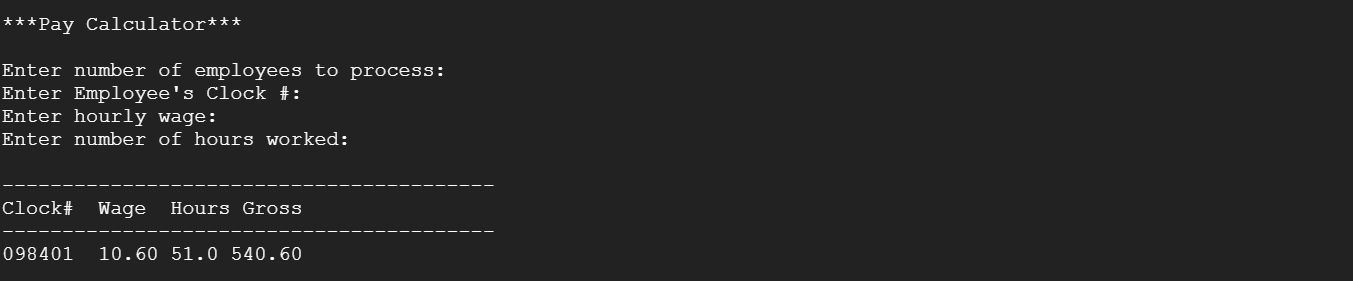 ***Pay Calculator***
Enter number of employees to process:
Enter Employee's Clock #:
Enter hourly wage:
Enter number of hours worked:
-----------------------------------------
Clock#  Wage  Hours Gross
-----------------------------------------
098401  10.60 51.0 540.60